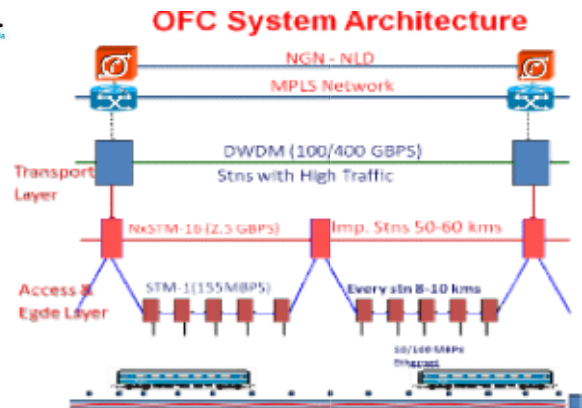 OFC System Architecture
NGN - NLD
MPLS Network
DWDM (100/400 GBPS)
Stns with High Traffic
Transport
Layer
NxSTM-16 (2.5 GBPS)
Imp. Stns 50-60 kms
STM-1(155MBPS)
Every stn 8-10 kms
Access &
Egde Layer
10/100 MBPS
Ethernet